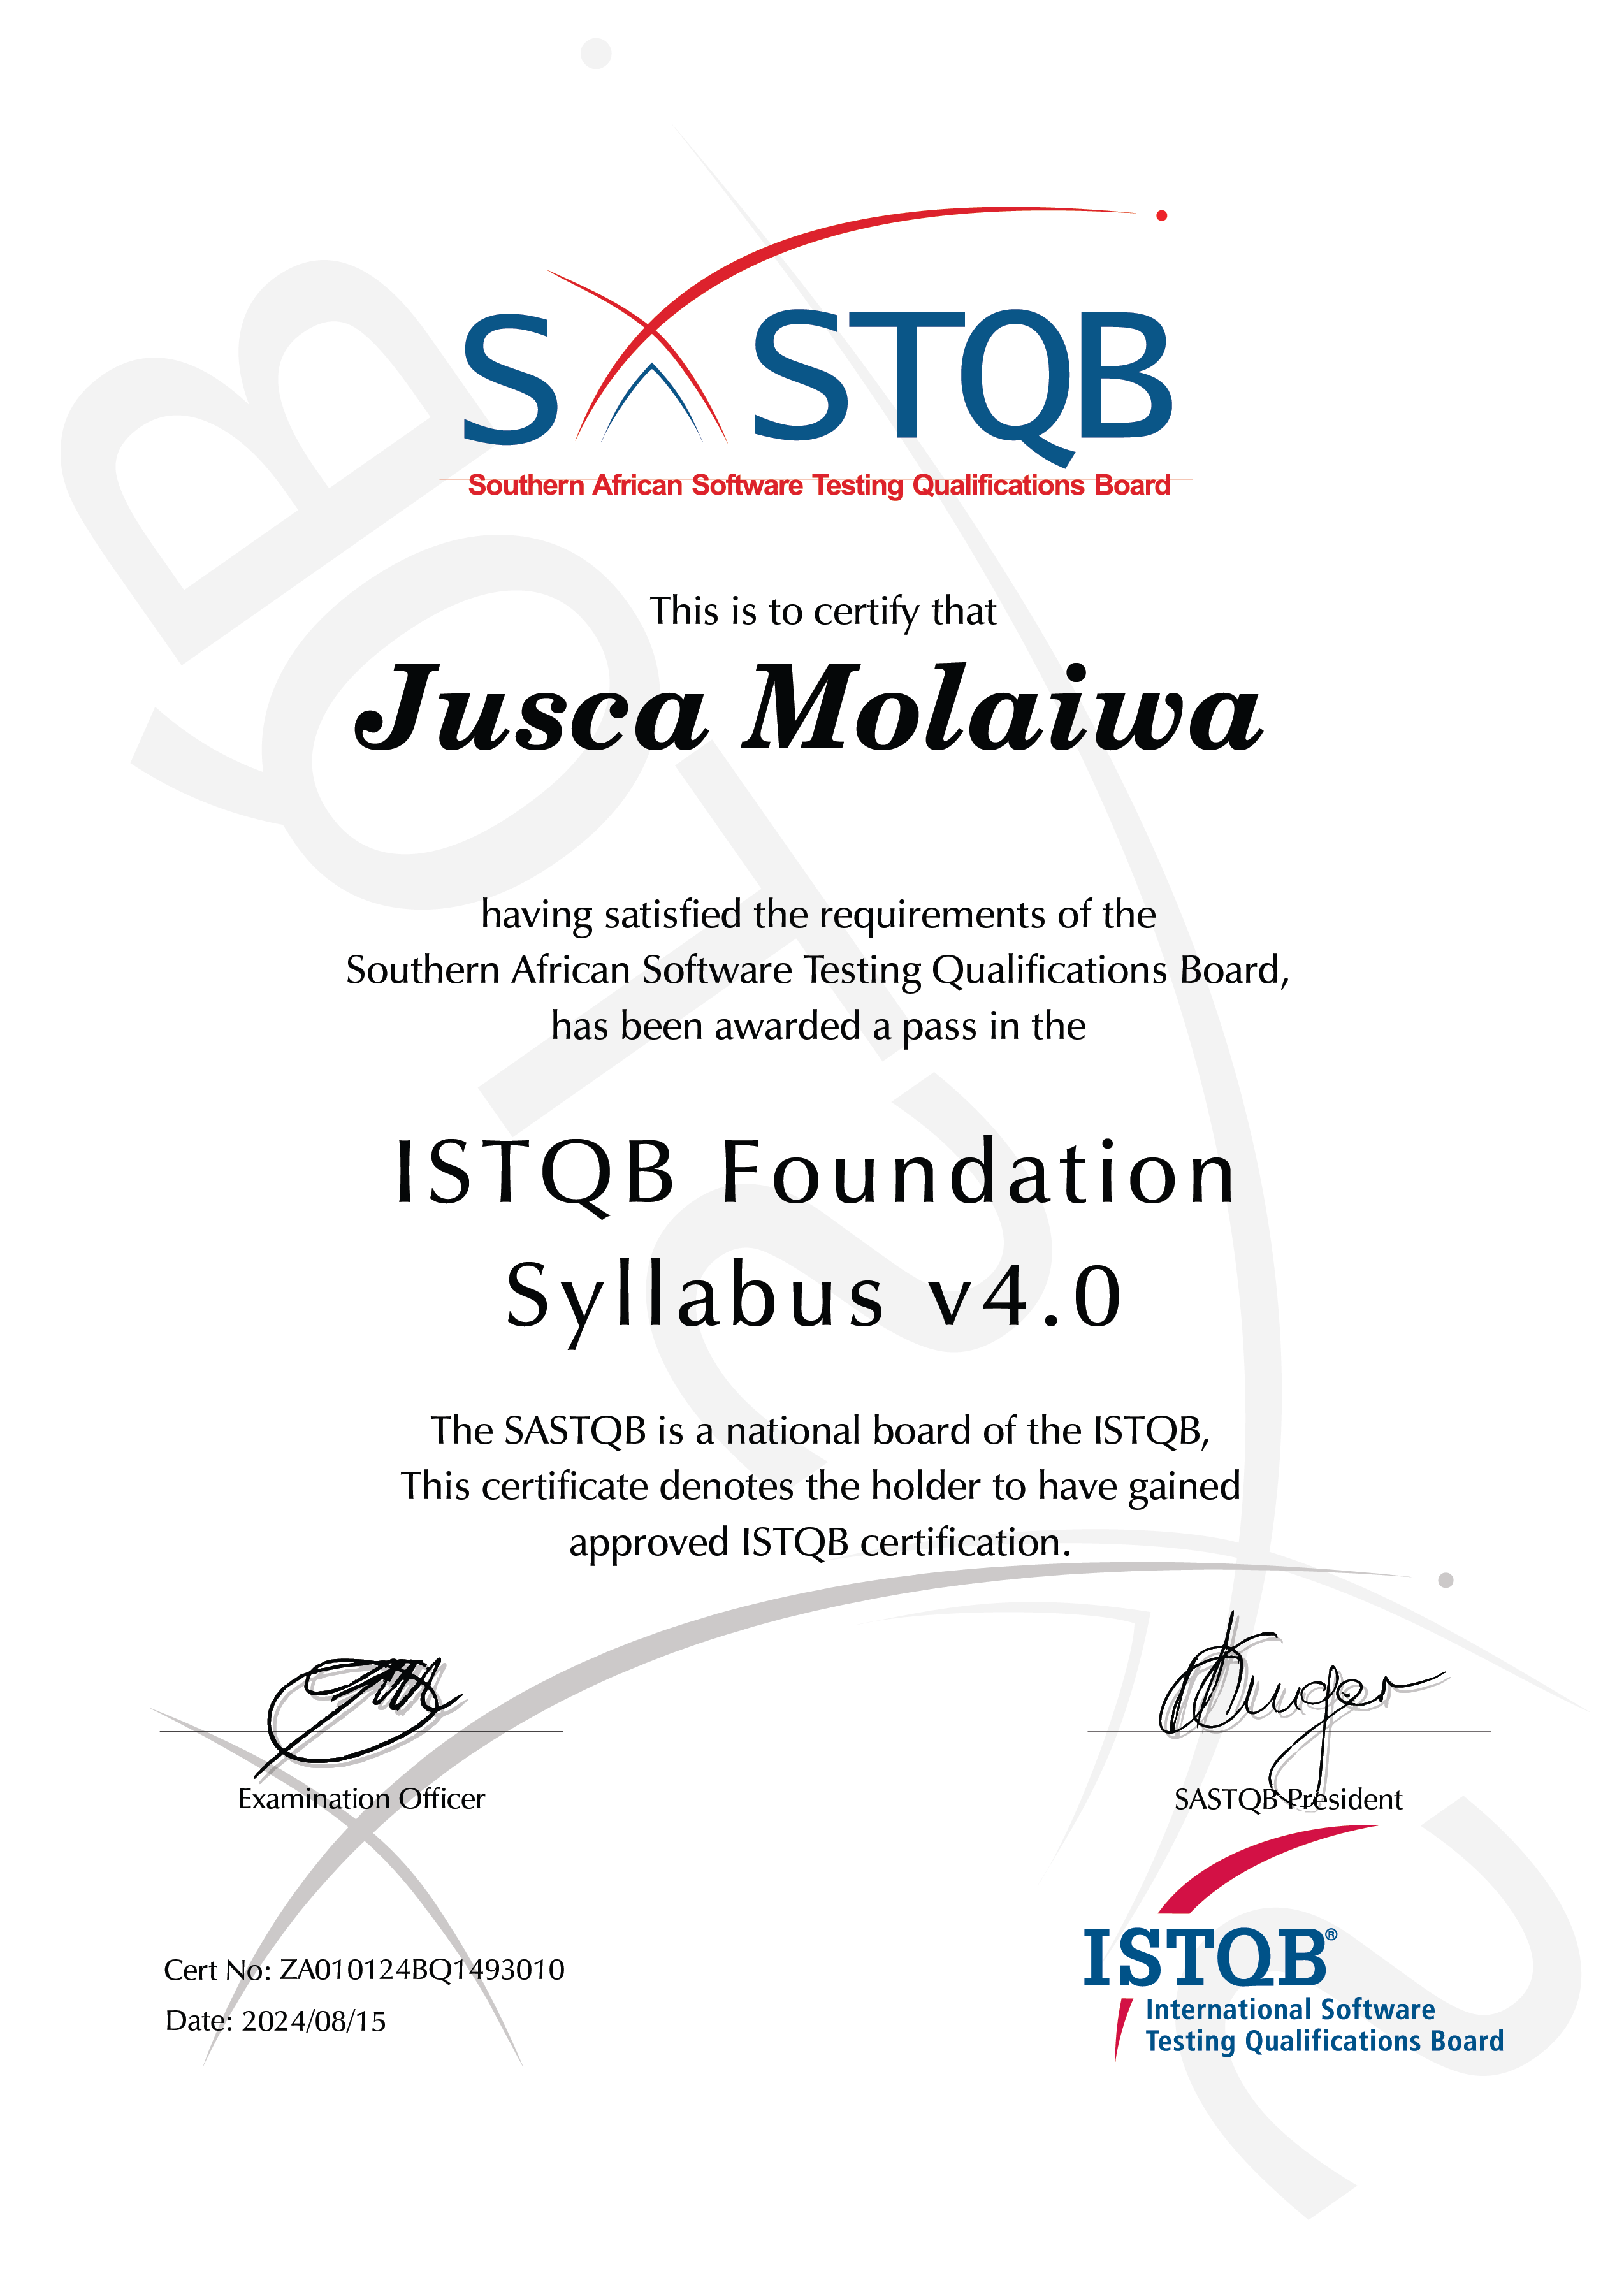 SASTQB
Southern African Software Testing Qualifications Board
This is to certify that
Jusca Molaiwa
having satisfied the requirements of the
Southern African Software Testing Qualifications Board,
has been awarded a pass in the
ISTQB Foundation
Syllabus v4.0
The SASTQB is a national board of the ISTQB,
This certificate denotes the holder to have gained
approved ISTQB certification.
Examination Officer
SASTQB President
Cert No: ZA010124BQ1493010
Date: 2024/08/15
ISTQB®
International Software
Testing Qualifications Board